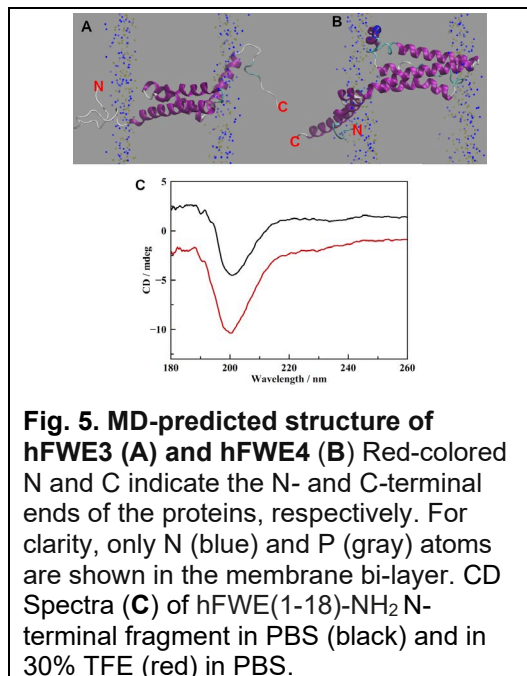 A
B
N
C
C
N
C
5
0
−5
−10
CD / mdeg
180 200 220 240 260
Wavelength / nm
Fig. 5. MD-predicted structure of
hFWE3 (A) and hFWE4 (B) Red-colored
N and C indicate the N- and C-terminal
ends of the proteins, respectively. For
clarity, only N (blue) and P (gray) atoms
are shown in the membrane bi-layer. CD
Spectra (C) of hFWE(1-18)-NH₂ N-
terminal fragment in PBS (black) and in
30% TFE (red) in PBS.